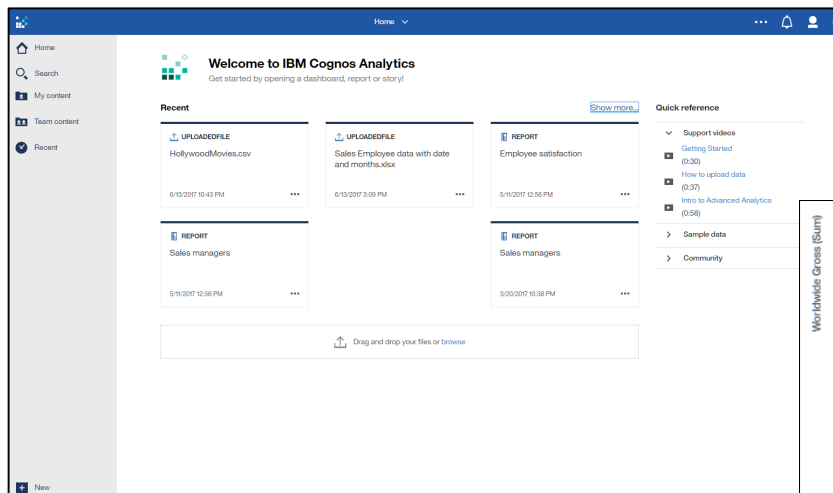 Home
Home
Search
My content
Team content
Recent
New
Welcome to IBM Cognos Analytics
Get started by opening a dashboard, report or story!
Recent
Show more...
UPLOADEDFILE
HollywoodMovies.csv
6/13/2017 10:43 PM
UPLOADEDFILE
Sales Employee data with date
and months.xlsx
6/13/2017 3:09 PM
REPORT
Employee satisfaction
5/11/2017 12:56 PM
REPORT
Sales managers
5/11/2017 12:56 PM
REPORT
Sales managers
3/20/2017 10:38 PM
Drag and drop your files or browse
Quick reference
Support videos
Getting Started
(0:30)
How to upload data
(0:37)
Intro to Advanced Analytics
(0:58)
Sample data
Community
Worldwide Gross (Sum)